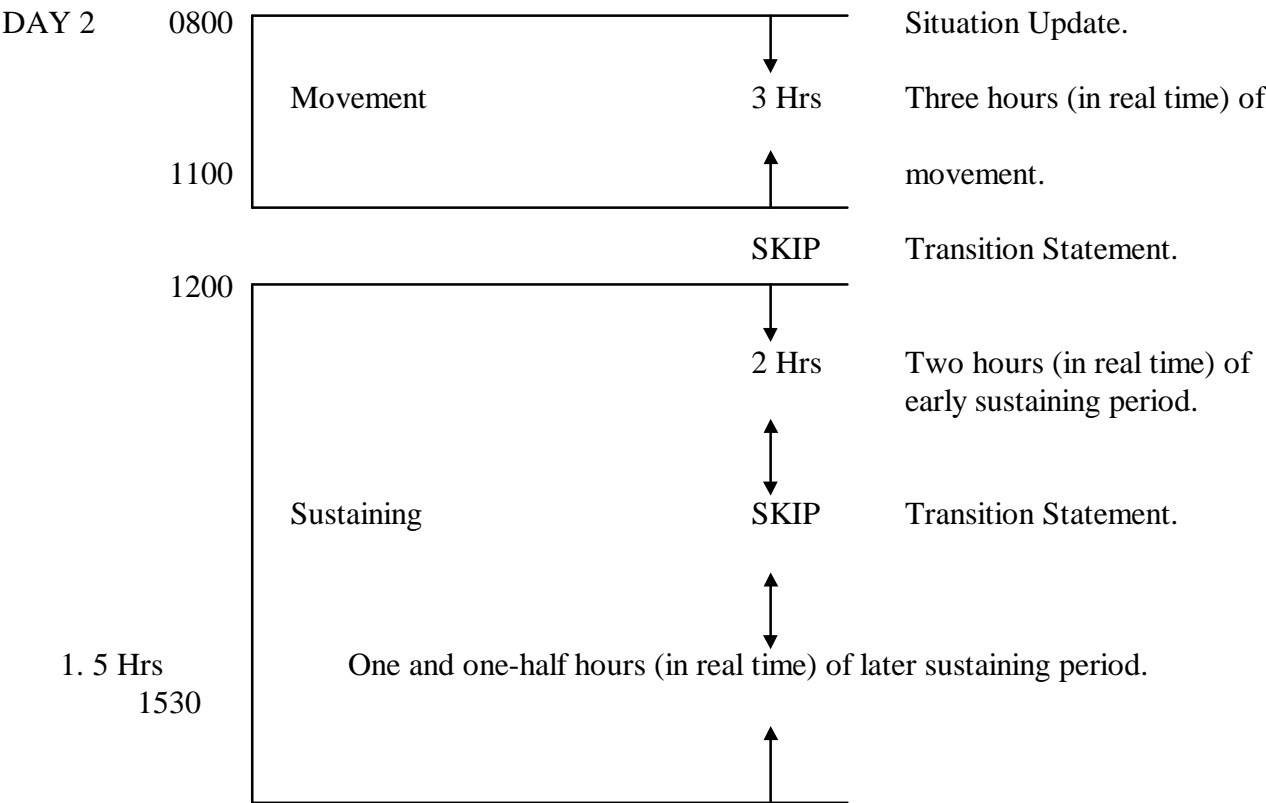 DAY 2 0800 Situation Update.
Movement 3 Hrs Three hours (in real time) of
1100 movement.
SKIP Transition Statement.
1200
2 Hrs Two hours (in real time) of
early sustaining period.
Sustaining SKIP Transition Statement.
1. 5 Hrs One and one-half hours (in real time) of later sustaining period.
1530